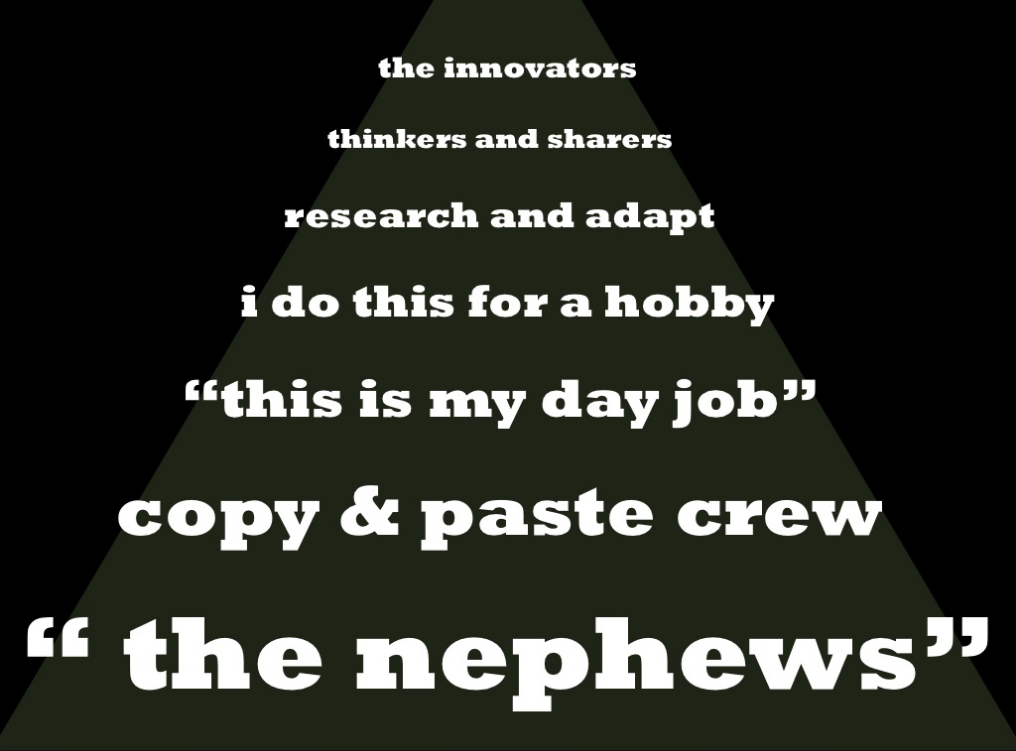 the innovators
thinkers and sharers
research and adapt
i do this for a hobby
“this is my day job”
copy & paste crew
“ the nephews”